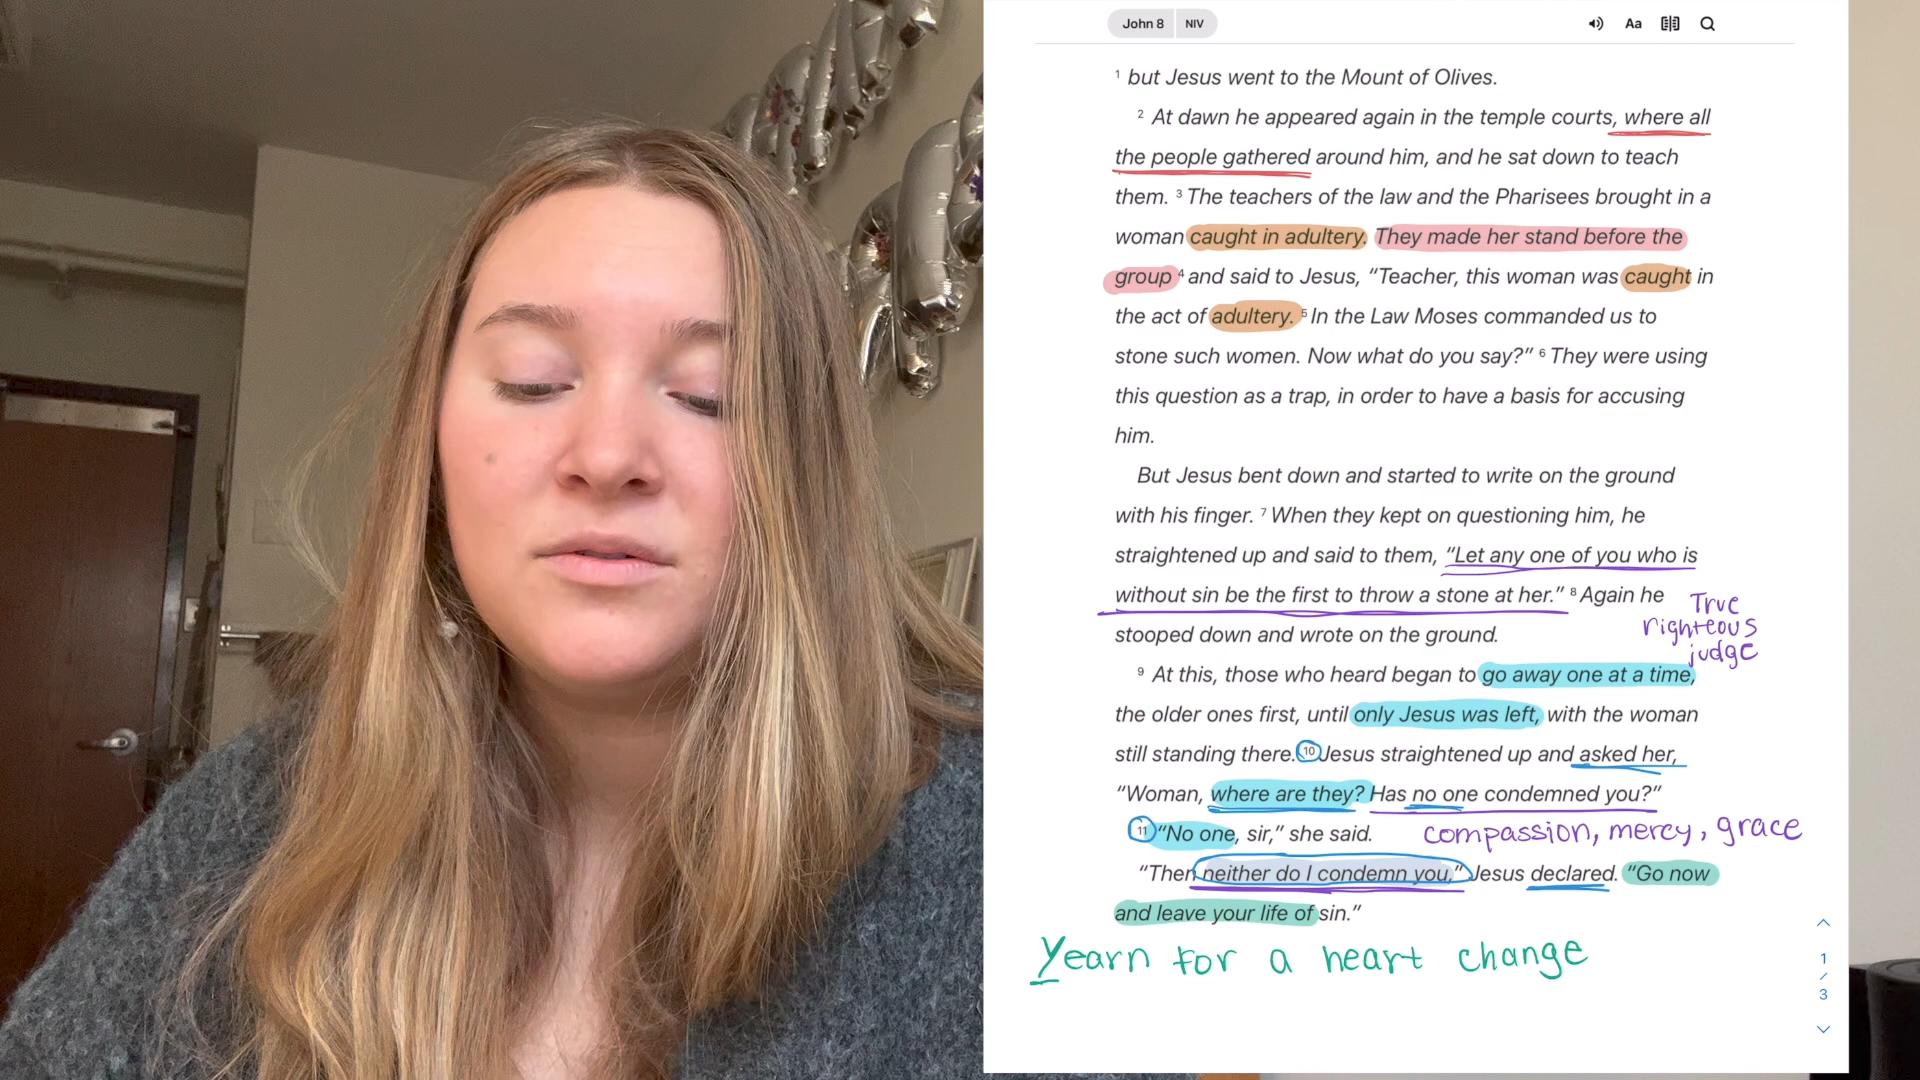 John 8 NIV Aa
1 but Jesus went to the Mount of Olives.
2 At dawn he appeared again in the temple courts, where all
the people gathered around him, and he sat down to teach
them. 3 The teachers of the law and the Pharisees brought in a
woman caught in adultery. They made her stand before the
group 4 and said to Jesus, “Teacher, this woman was caught in
the act of adultery. 5 In the Law Moses commanded us to
stone such women. Now what do you say?” 6 They were using
this question as a trap, in order to have a basis for accusing
him.
But Jesus bent down and started to write on the ground
with his finger. 7 When they kept on questioning him, he
straightened up and said to them, “Let any one of you who is
without sin be the first to throw a stone at her.” 8 Again he
stooped down and wrote on the ground.
True
righteous
judge
9 At this, those who heard began to go away one at a time,
the older ones first, until only Jesus was left, with the woman
still standing there. 10 Jesus straightened up and asked her,
“Woman, where are they? Has no one condemned you?”
11 “No one, sir,” she said.
compassion, mercy, grace
“Then neither do I condemn you,” Jesus declared. “Go now
and leave your life of sin.”
Yearn for a heart change
1
/
3